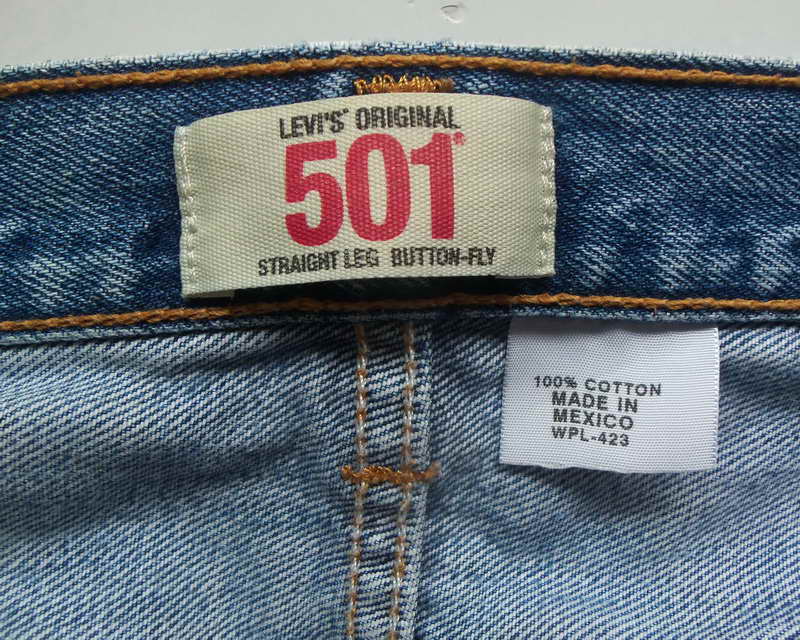 LEVI'S® ORIGINAL
501®
STRAIGHT LEG BUTTON-FLY
100% COTTON
MADE IN
MEXICO
WPL-423